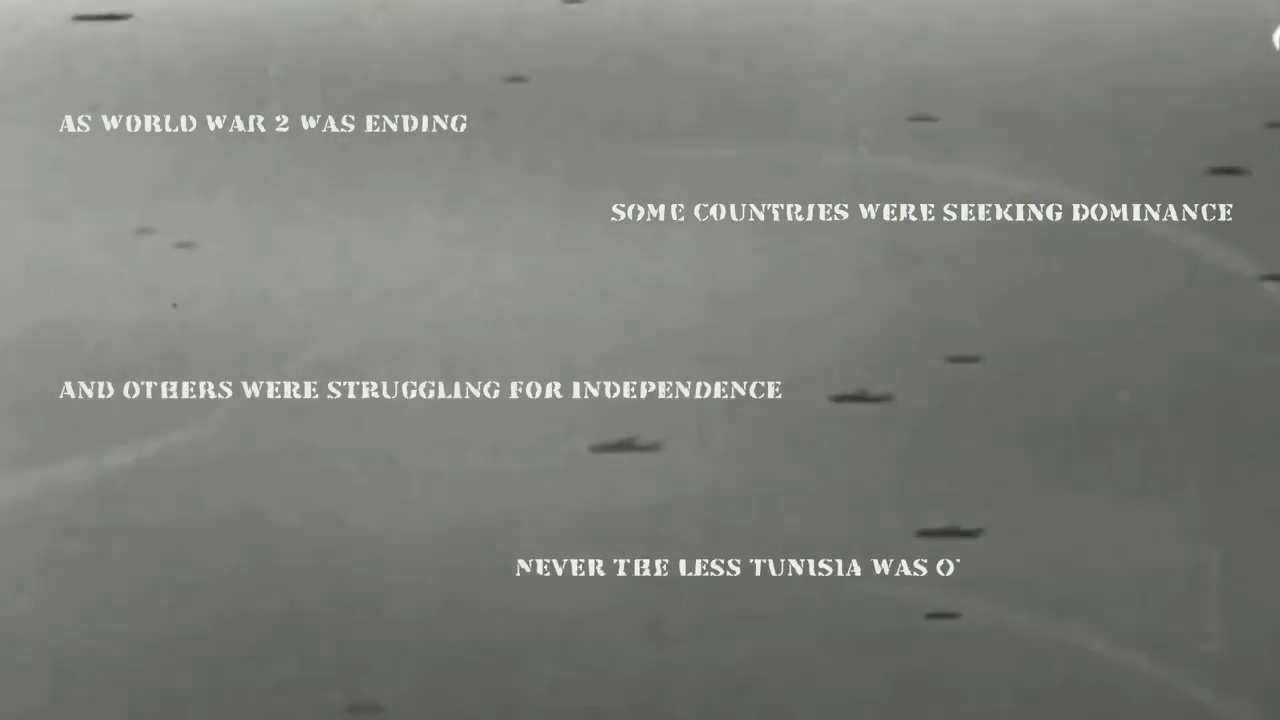 AS WORLD WAR 2 WAS ENDING
SOME COUNTRIES WERE SEEKING DOMINANCE
AND OTHERS WERE STRUGGLING FOR INDEPENDENCE
NEVER THE LESS TUNISIA WAS